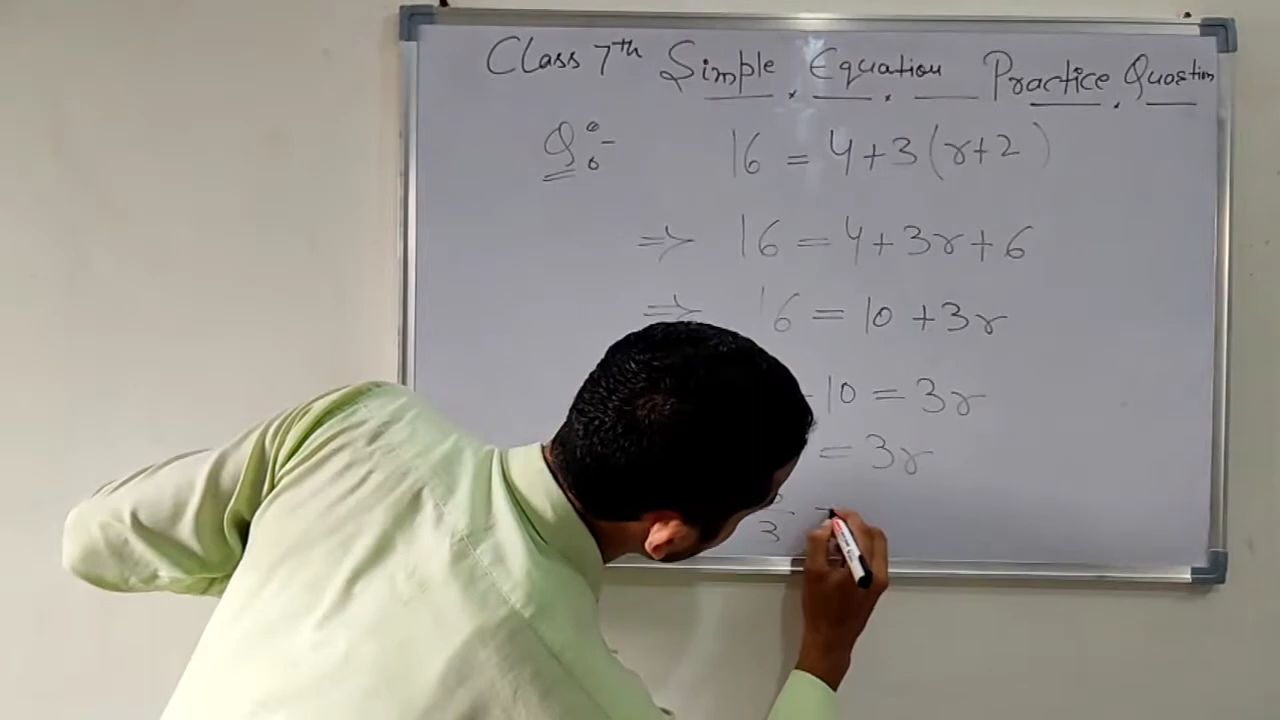 Class 7th Simple Equation Practice Question
Q:- 16 = 4+3(r+2)
⇒ 16 = 4+3r+6
⇒ 16 = 10 +3r
- 10 = 3r
= 3r
3 =